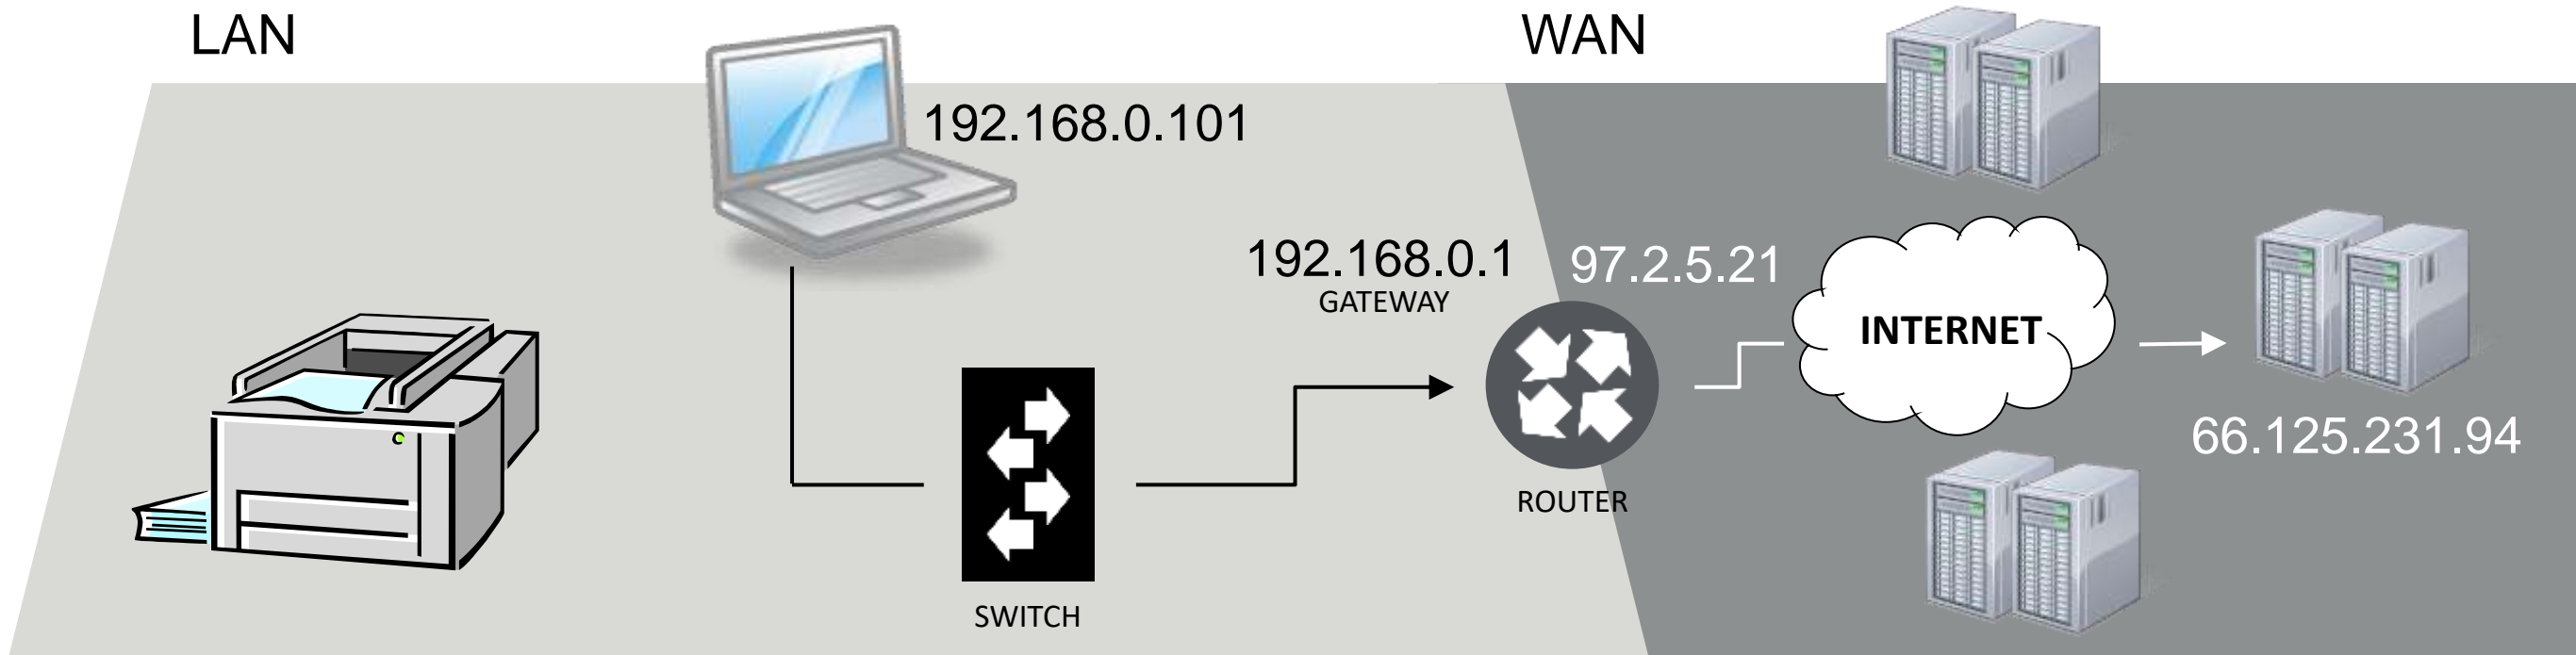 LAN
WAN
192.168.0.101
192.168.0.1
GATEWAY
97.2.5.21
INTERNET
66.125.231.94
ROUTER
SWITCH